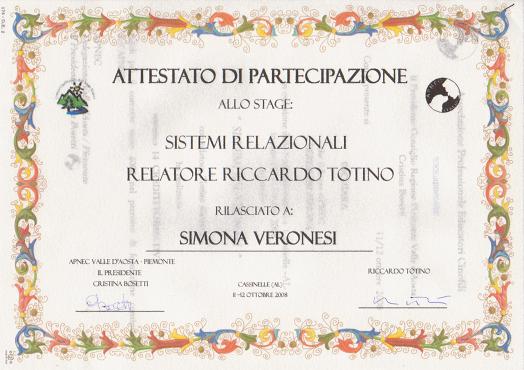 ATTESTATO DI PARTECIPAZIONE
ALLO STAGE:
SISTEMI RELAZIONALI
RELATORE RICCARDO TOTINO
RILASCIATO A:
SIMONA VERONESI
APNEC VALLE D'AOSTA - PIEMONTE
IL PRESIDENTE
CRISTINA BOSETTI
CASSINELLE (AL)
11-12 OTTOBRE 2008
RICCARDO TOTINO